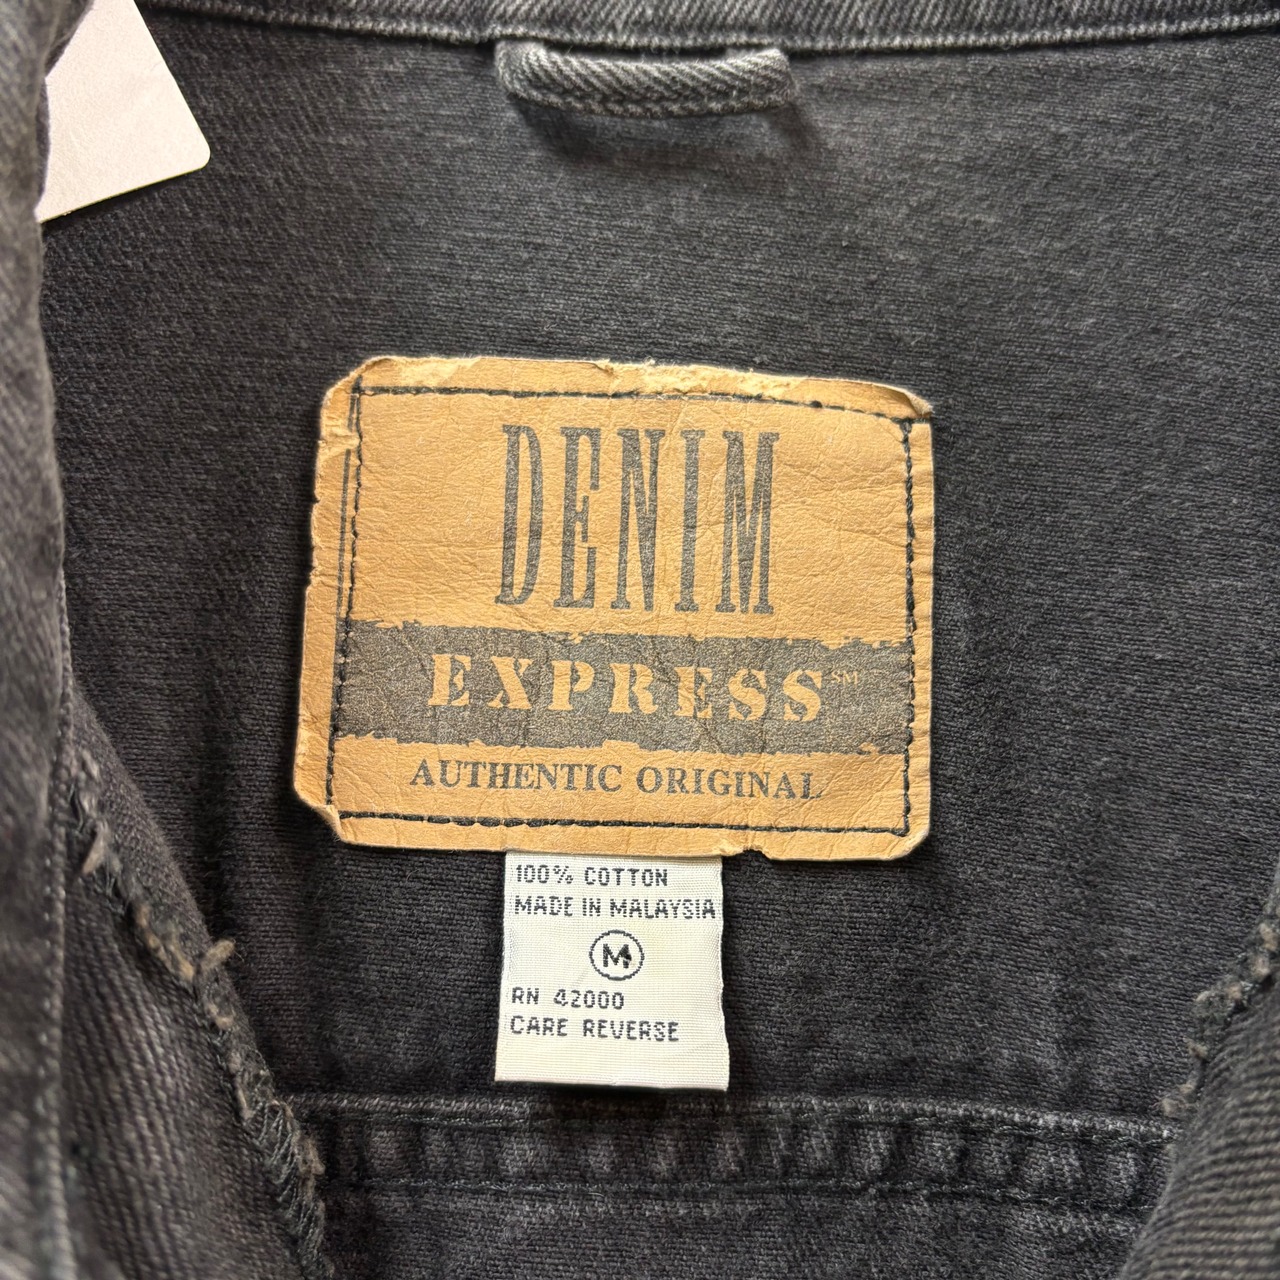 DENIM
EXPRESS℠
AUTHENTIC ORIGINAL
100% COTTON
MADE IN MALAYSIA
M
RN 42000
CARE REVERSE